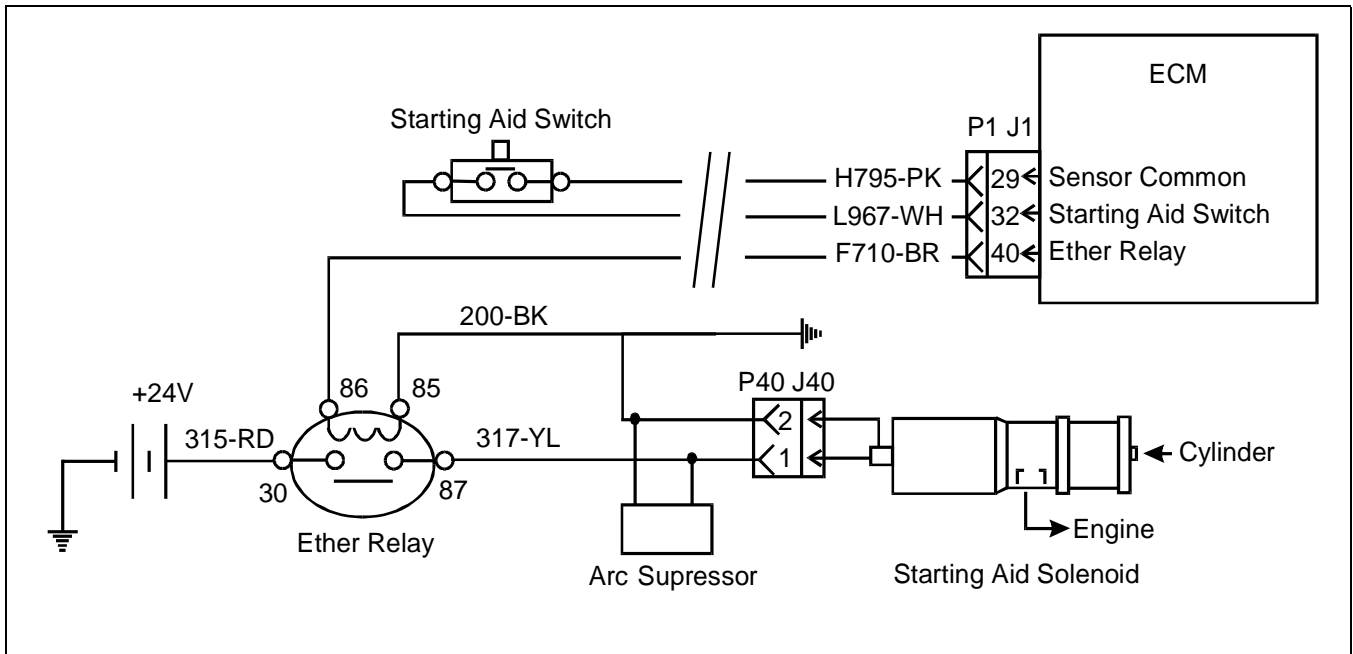 ECM
Starting Aid Switch
P1 J1
H795-PK 29 Sensor Common
L967-WH 32 Starting Aid Switch
F710-BR 40 Ether Relay
200-BK
+24V
86 85
P40 J40
2
315-RD
317-YL
1
Cylinder
30
87
Engine
Ether Relay
Arc Supressor
Starting Aid Solenoid